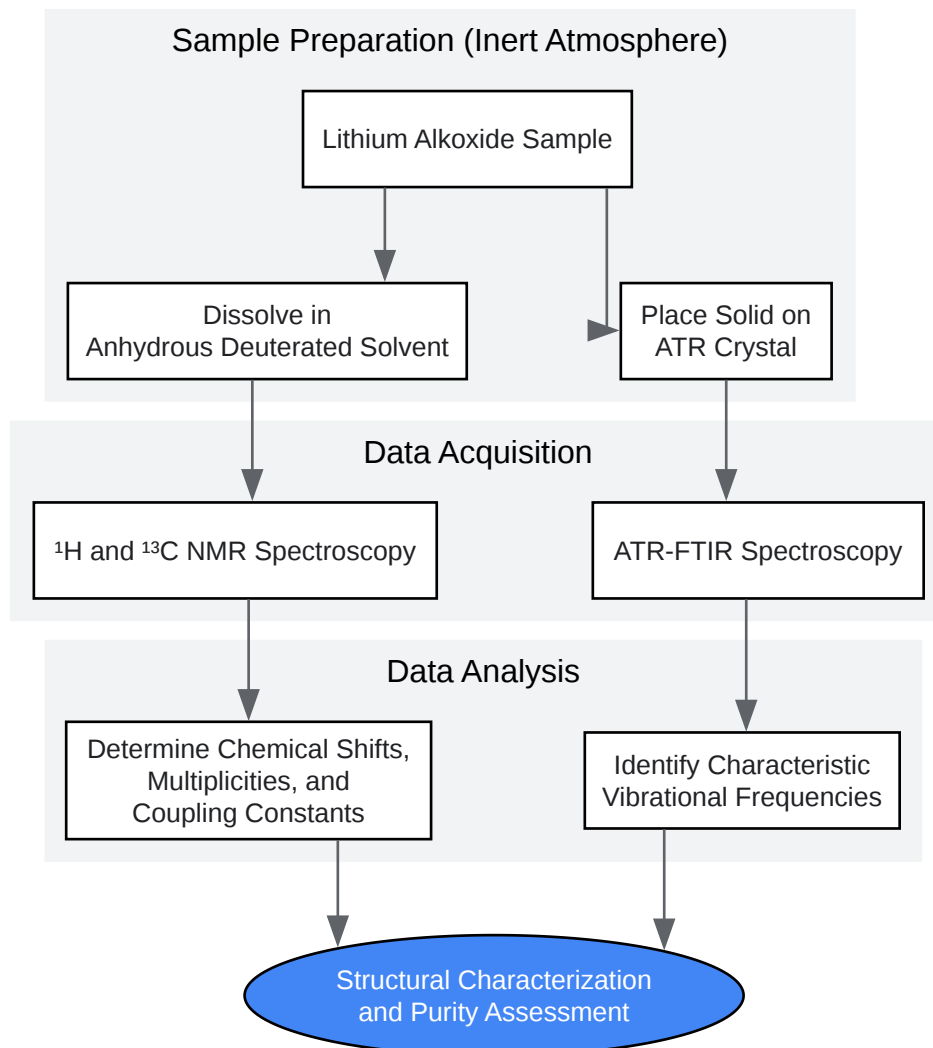 Sample Preparation (Inert Atmosphere)
Lithium Alkoxide Sample
Dissolve in
Anhydrous Deuterated Solvent
Place Solid on
ATR Crystal
Data Acquisition
¹H and ¹³C NMR Spectroscopy
ATR-FTIR Spectroscopy
Data Analysis
Determine Chemical Shifts,
Multiplicities, and
Coupling Constants
Identify Characteristic
Vibrational Frequencies
Structural Characterization
and Purity Assessment